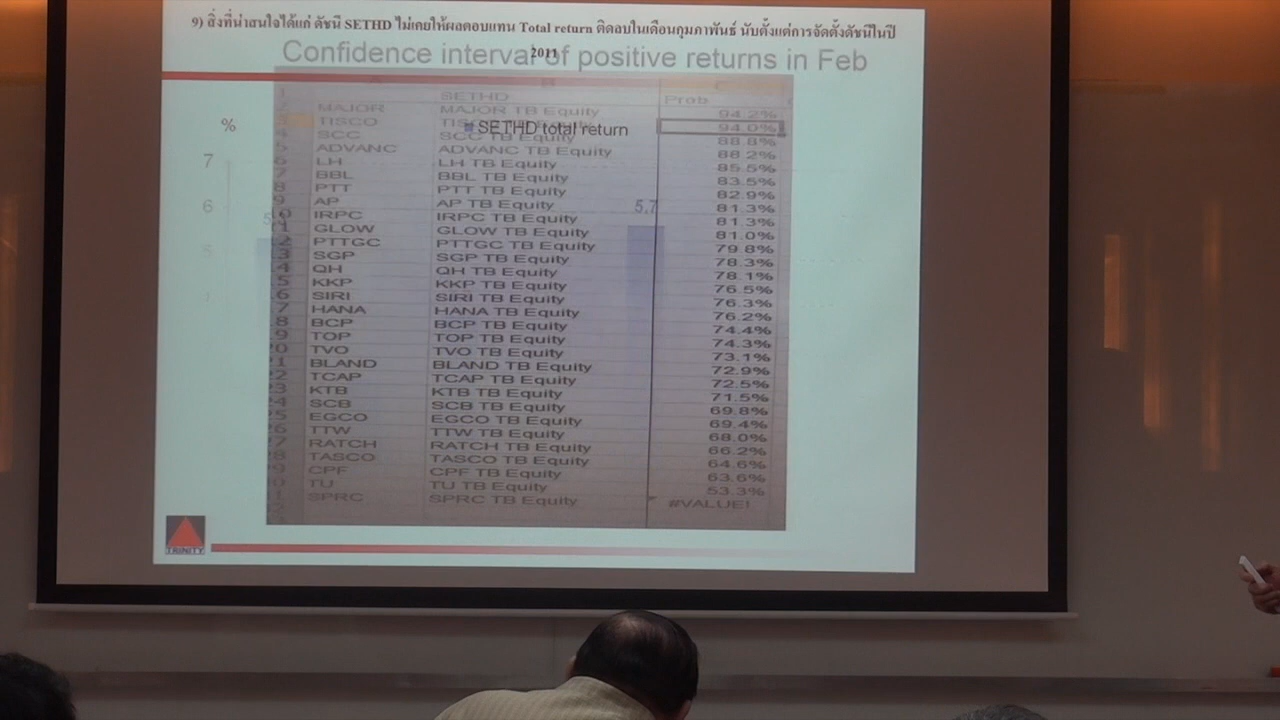 9) สิ่งที่น่าสนใจได้แก่ ดัชนี SETHD ไม่เคยให้ผลตอบแทน Total return ติดลบในเดือนกุมภาพันธ์ นับตั้งแต่การจัดตั้งดัชนีในปี
2011
Confidence interval of positive returns in Feb
%
7
6
5.7
SETHD total return
SETHD Prob
MAJOR MAJOR TB Equity 94.2%
TISCO 94.0%
SCC SCC TB Equity 88.8%
ADVANC ADVANC TB Equity 88.2%
LH LH TB Equity 85.5%
BBL BBL TB Equity 83.5%
PTT PTT TB Equity 82.9%
AP AP TB Equity 81.3%
IRPC IRPC TB Equity 81.3%
GLOW GLOW TB Equity 81.0%
PTTGC PTTGC TB Equity 79.8%
SGP SGP TB Equity 78.3%
QH QH TB Equity 78.1%
KKP KKP TB Equity 76.5%
SIRI SIRI TB Equity 76.3%
HANA HANA TB Equity 76.2%
BCP BCP TB Equity 74.4%
TOP TOP TB Equity 74.3%
TVO TVO TB Equity 73.1%
BLAND BLAND TB Equity 72.9%
TCAP TCAP TB Equity 72.5%
KTB KTB TB Equity 71.5%
SCB SCB TB Equity 69.8%
EGCO EGCO TB Equity 69.4%
TTW TTW TB Equity 68.0%
RATCH RATCH TB Equity 66.2%
TASCO TASCO TB Equity 64.6%
CPF CPF TB Equity 63.6%
TU TU TB Equity 53.3%
SPRC SPRC TB Equity #VALUE!
TRINITY